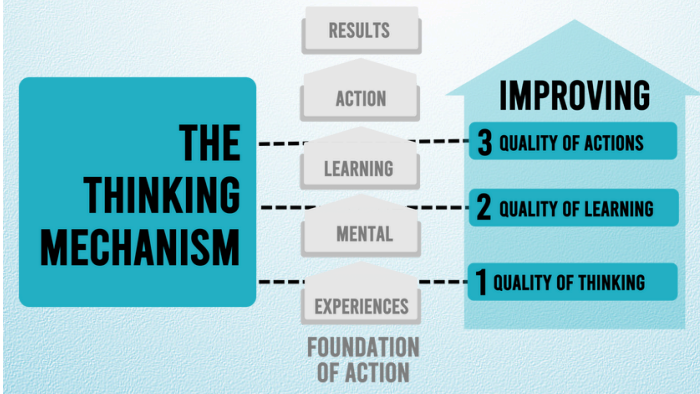 THE
THINKING
MECHANISM
RESULTS
ACTION
LEARNING
MENTAL
EXPERIENCES
FOUNDATION
OF ACTION
IMPROVING
3 QUALITY OF ACTIONS
2 QUALITY OF LEARNING
1 QUALITY OF THINKING